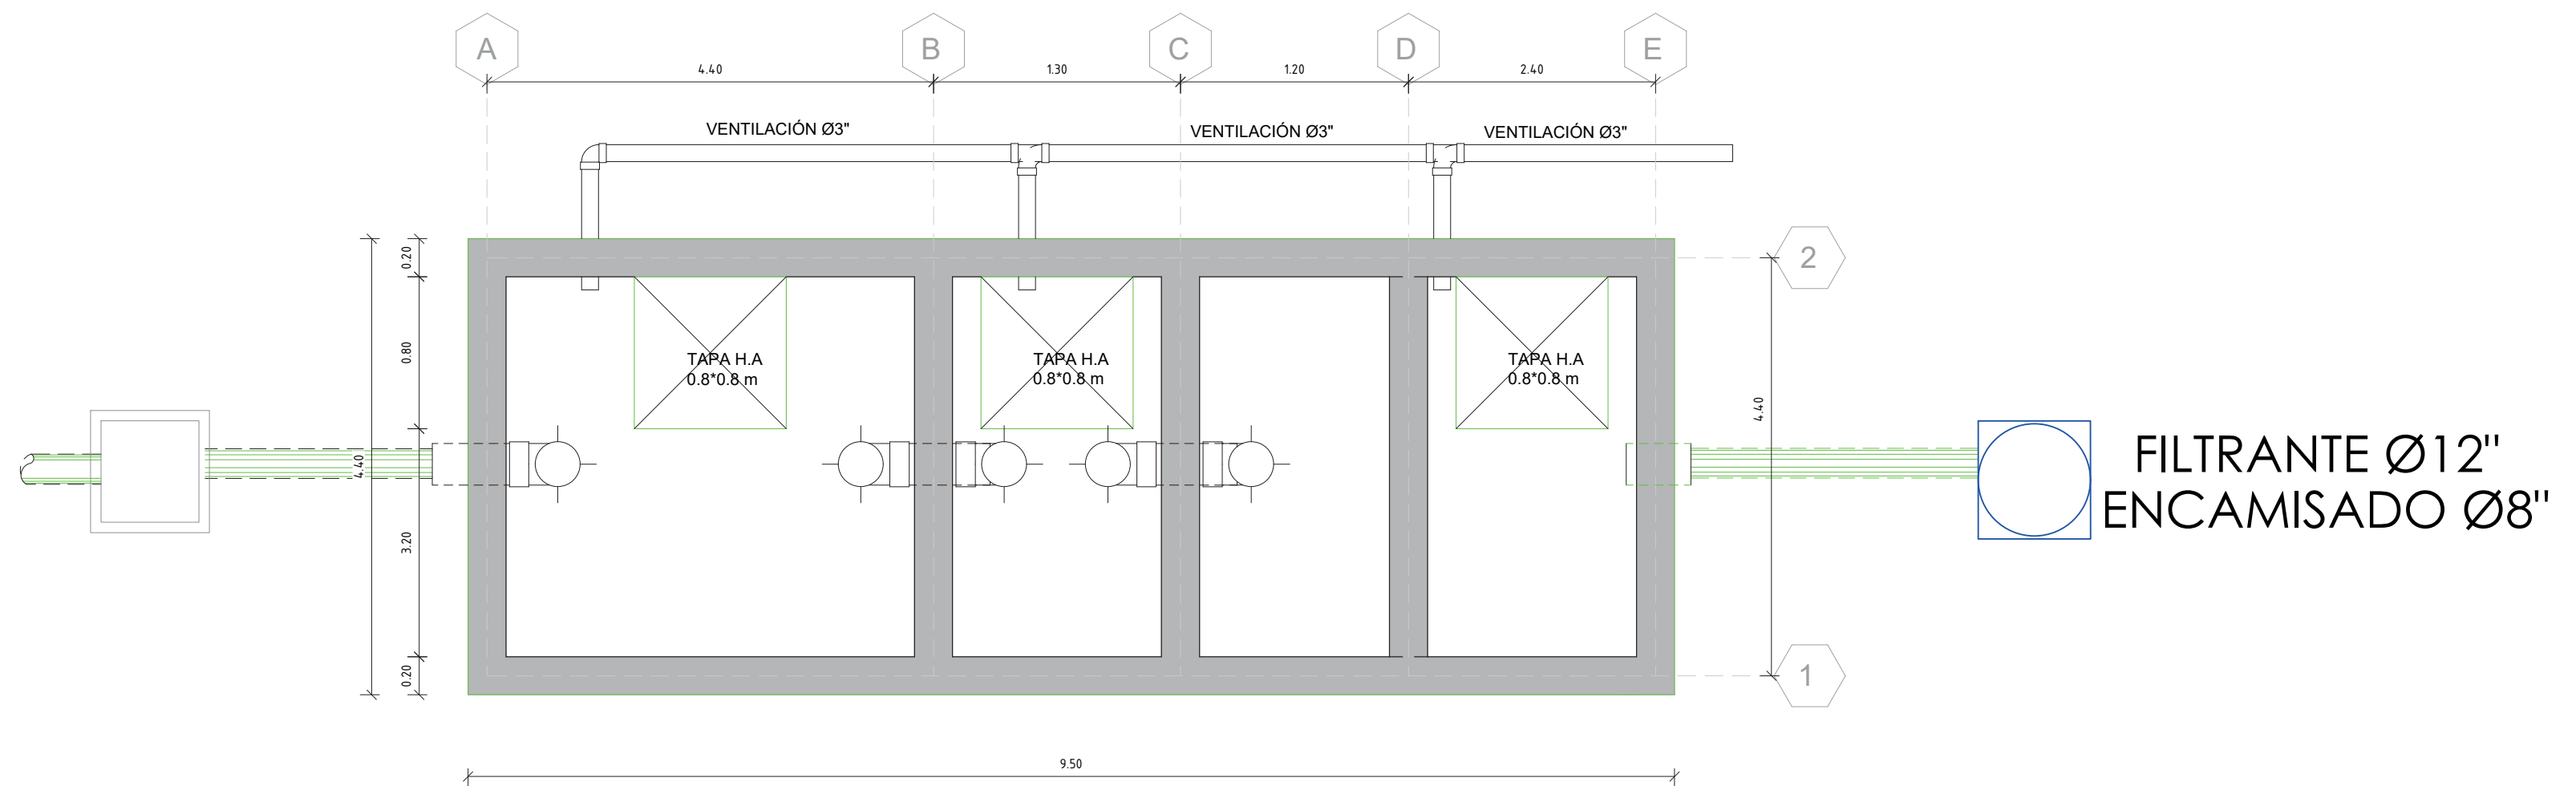 A
B
C
D
E
4.40
1.30
1.20
2.40
VENTILACIÓN Ø3"
VENTILACIÓN Ø3"
VENTILACIÓN Ø3"
0.20
2
0.80
TAPA H.A
0.8*0.8 m
TAPA H.A
0.8*0.8 m
TAPA H.A
0.8*0.8 m
4.40
4.40
FILTRANTE Ø12"
ENCAMISADO Ø8"
3.20
0.20
1
9.50